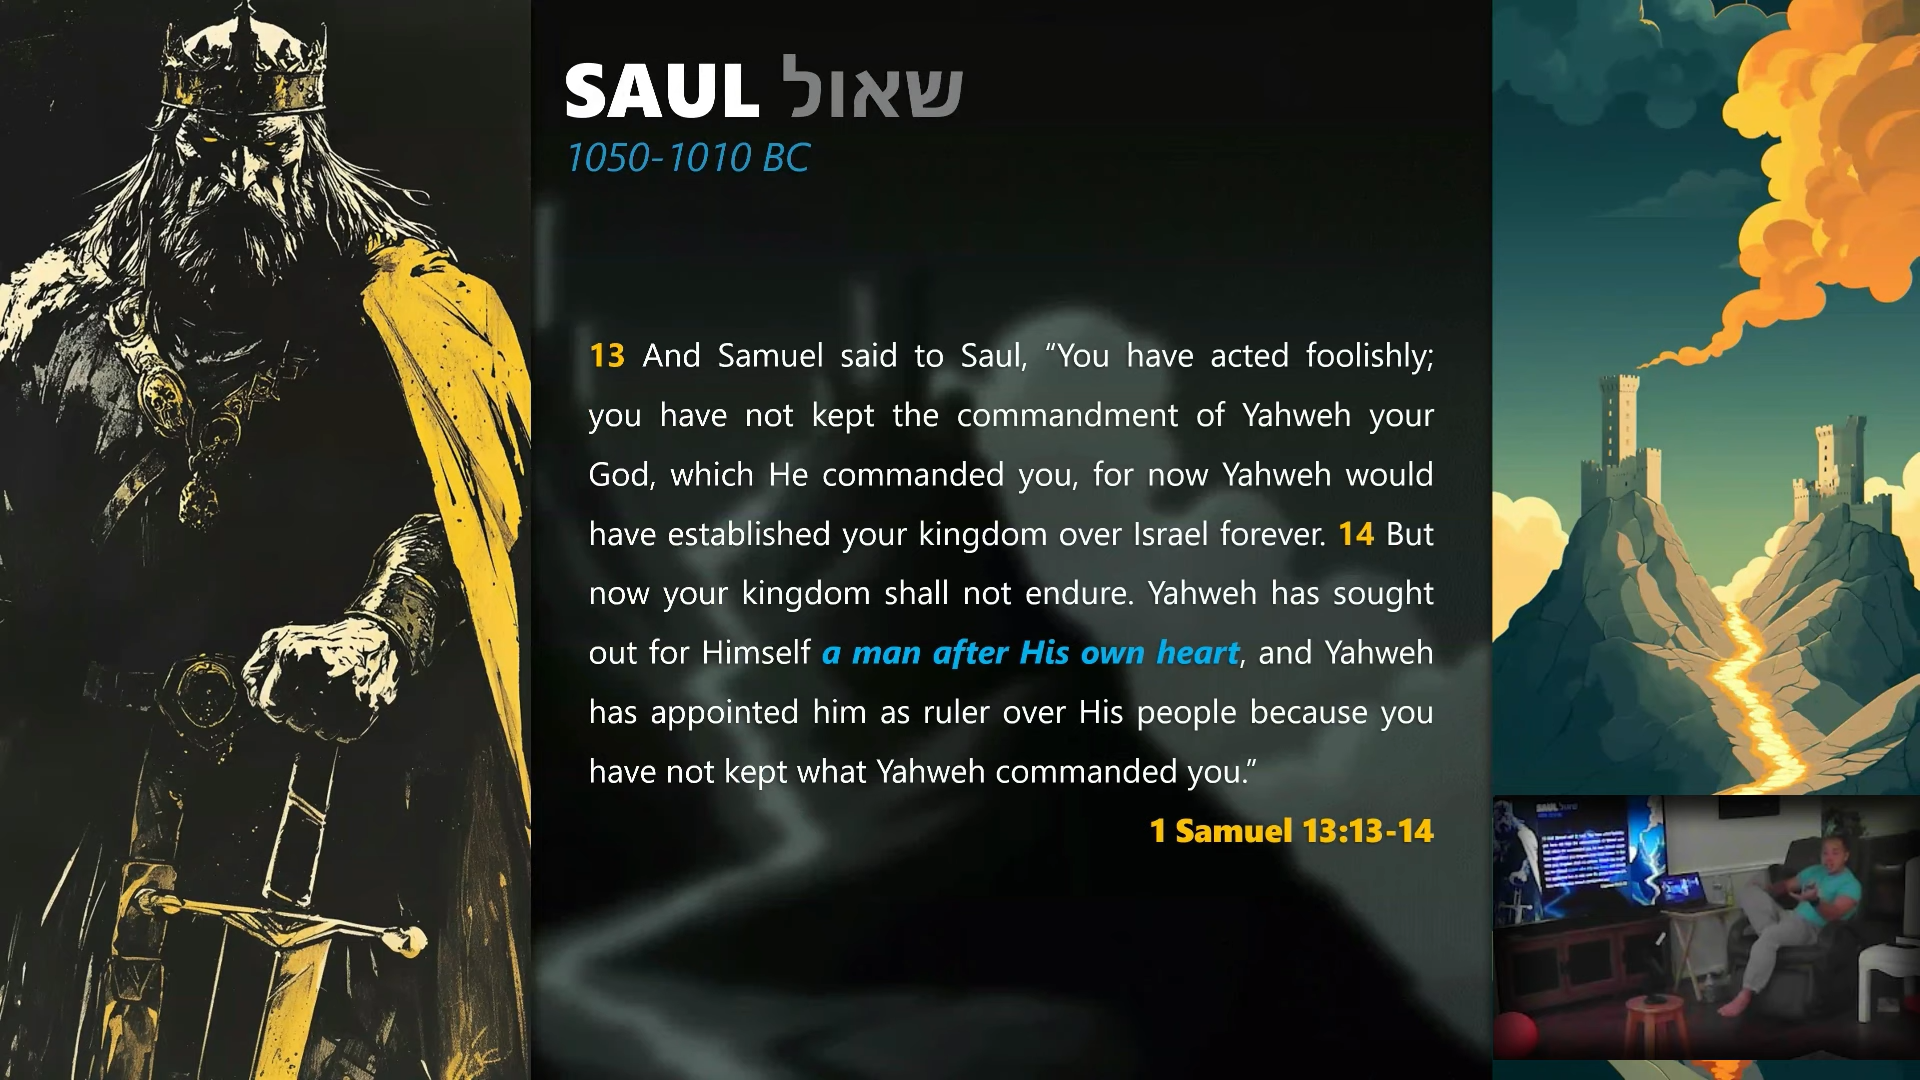 SAUL שאול
1050-1010 BC
13 And Samuel said to Saul, “You have acted foolishly;
you have not kept the commandment of Yahweh your
God, which He commanded you, for now Yahweh would
have established your kingdom over Israel forever. 14 But
now your kingdom shall not endure. Yahweh has sought
out for Himself a man after His own heart, and Yahweh
has appointed him as ruler over His people because you
have not kept what Yahweh commanded you.”
1 Samuel 13:13-14
SAUL שאול